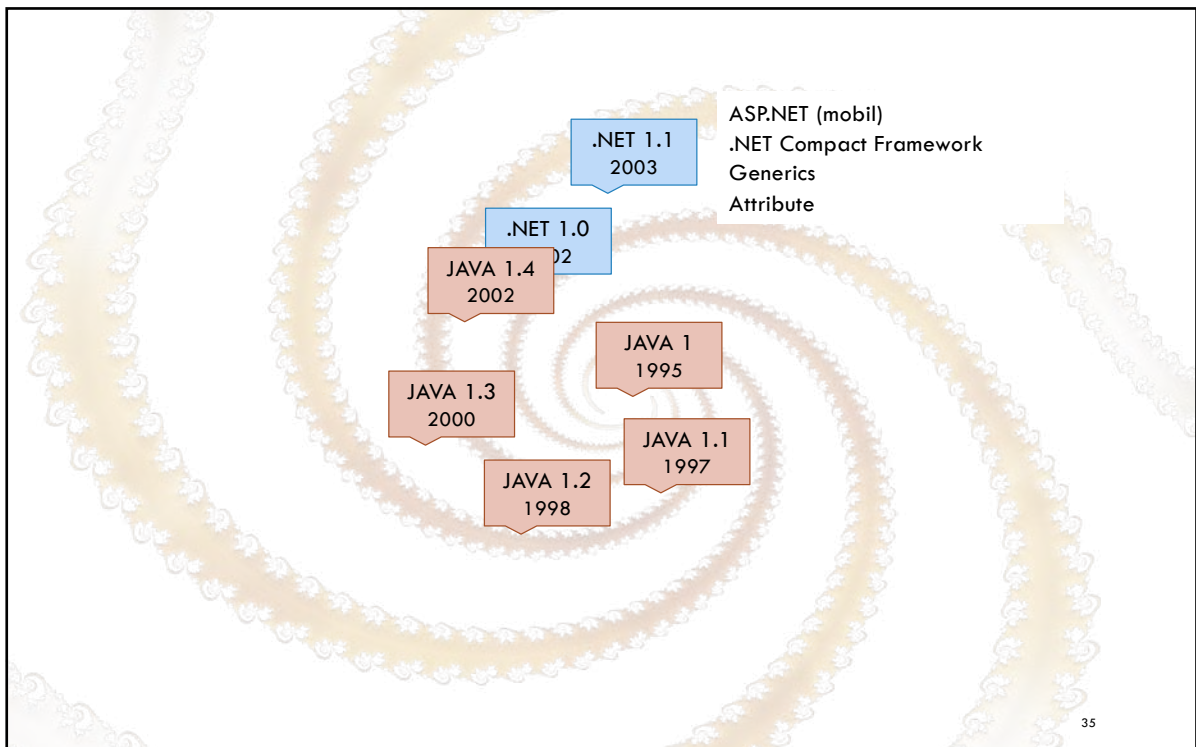 ASP.NET (mobil)
.NET Compact Framework
Generics
Attribute
.NET 1.1
2003
.NET 1.0
02
JAVA 1.4
2002
JAVA 1
1995
JAVA 1.3
2000
JAVA 1.1
1997
JAVA 1.2
1998
35